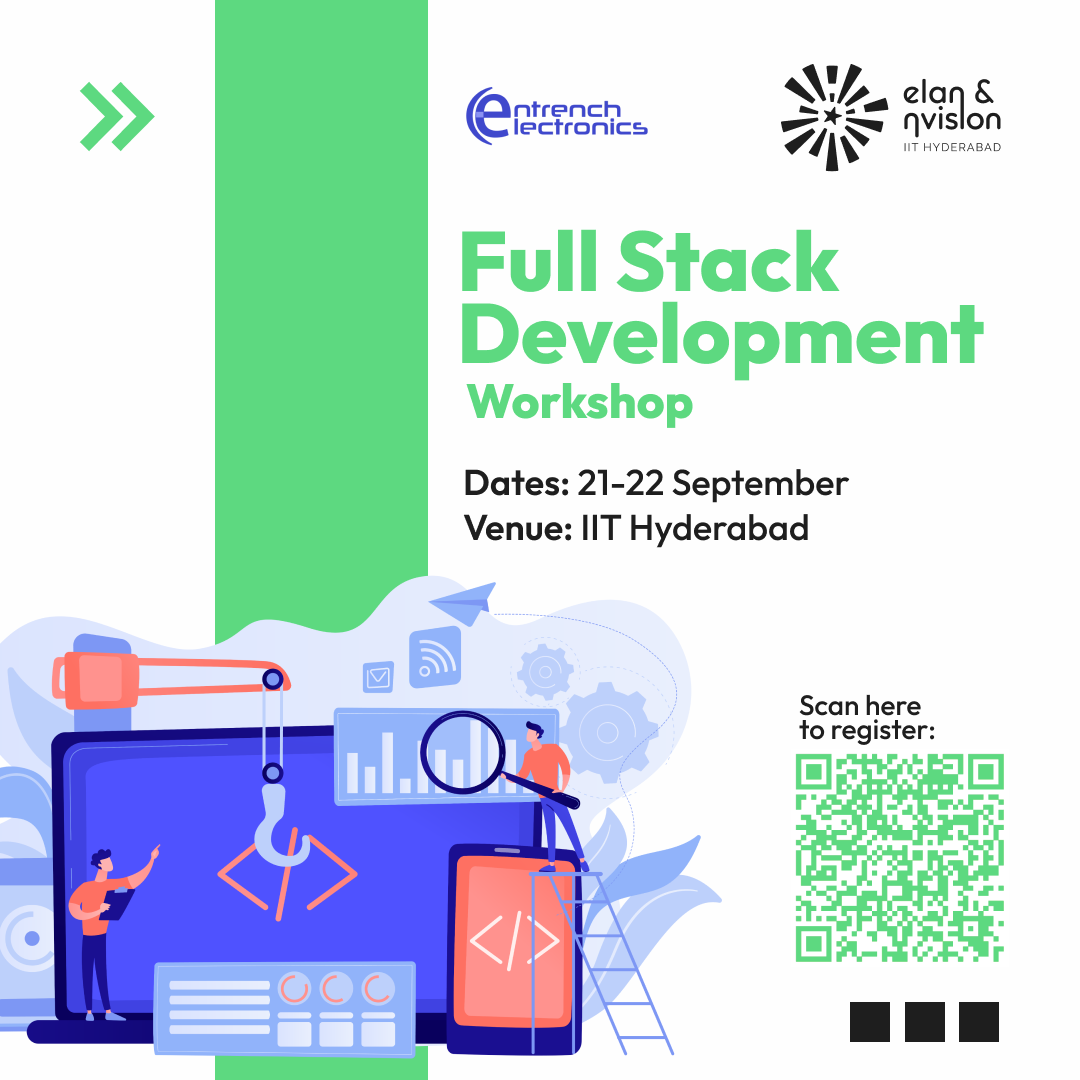 entrench
electronics
elan &
ηvision
IIT HYDERABAD
Full Stack
Development
Workshop
Dates: 21-22 September
Venue: IIT Hyderabad
</>
</>
Scan here
to register: